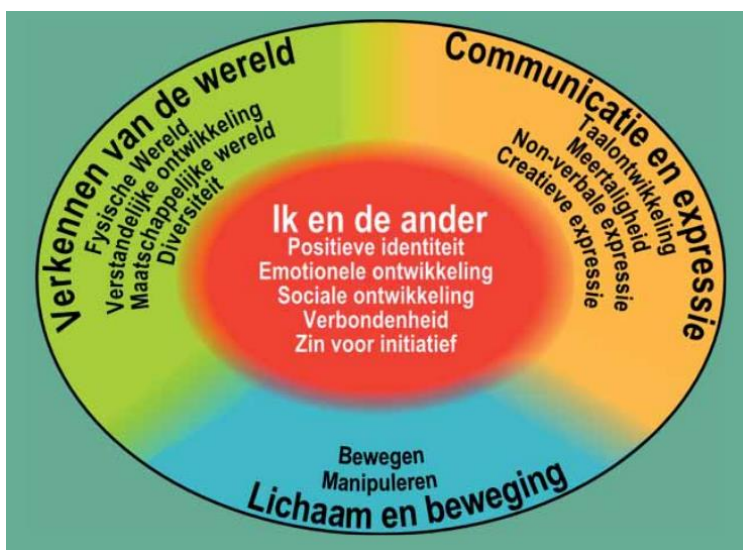 Verkennen van de wereld
Fysische Wereld
Verstandelijke ontwikkeling
Maatschappelijke wereld
Diversiteit
Communicatie en expressie
Taalontwikkeling
Meertaligheid
Non-verbale expressie
Creatieve expressie
Ik en de ander
Positieve identiteit
Emotionele ontwikkeling
Sociale ontwikkeling
Verbondenheid
Zin voor initiatief
Bewegen
Manipuleren
Lichaam en beweging